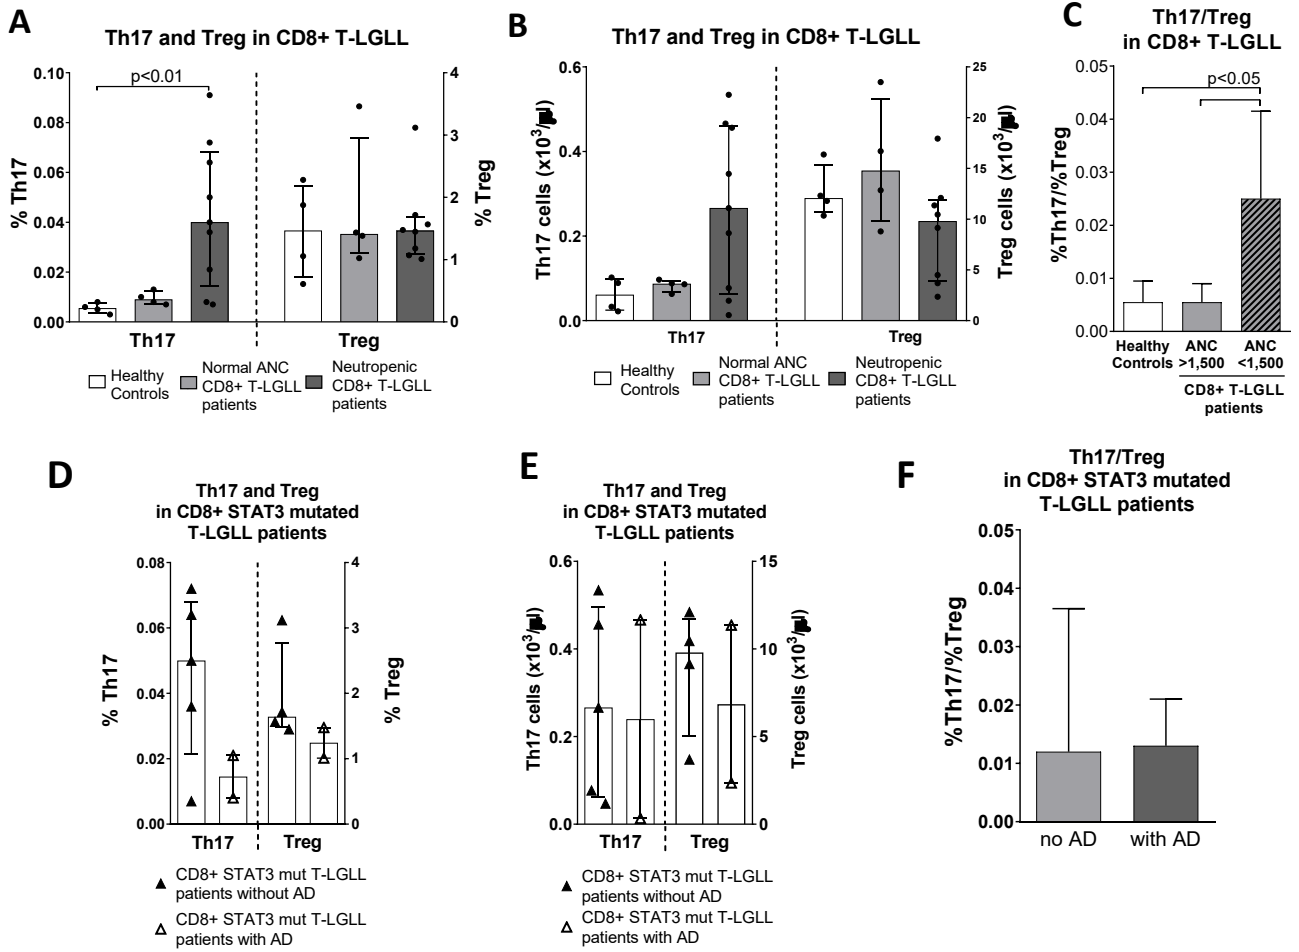 A
Th17 and Treg in CD8+ T-LGLL
p<0.01
0.10
0.08
0.06
0.04
0.02
0.00
% Th17
4
3
2
1
0
% Treg
Th17
Treg
Healthy
Controls
Normal ANC
CD8+ T-LGLL
patients
Neutropenic
CD8+ T-LGLL
patients
B
Th17 and Treg in CD8+ T-LGLL
0.6
0.4
0.2
0.0
Th17 cells (x10³/ l)
25
20
15
10
5
0
Treg cells (x10³/ l)
Th17
Treg
Healthy
Controls
Normal ANC
CD8+ T-LGLL
patients
Neutropenic
CD8+ T-LGLL
patients
C
Th17/Treg
in CD8+ T-LGLL
p<0.05
0.05
0.04
0.03
0.02
0.01
0.00
%Th17/%Treg
Healthy
Controls
ANC
>1,500
ANC
<1,500
CD8+ T-LGLL
patients
D
Th17 and Treg
in CD8+ STAT3 mutated
T-LGLL patients
0.08
0.06
0.04
0.02
0.00
% Th17
4
3
2
1
0
% Treg
Th17
Treg
CD8+ STAT3 mut T-LGLL
patients without AD
CD8+ STAT3 mut T-LGLL
patients with AD
E
Th17 and Treg
in CD8+ STAT3 mutated
T-LGLL patients
0.6
0.4
0.2
0.0
Th17 cells (x10³/ l)
15
10
5
0
Treg cells (x10³/ l)
Th17
Treg
CD8+ STAT3 mut T-LGLL
patients without AD
CD8+ STAT3 mut T-LGLL
patients with AD
F
Th17/Treg
in CD8+ STAT3 mutated
T-LGLL patients
0.05
0.04
0.03
0.02
0.01
0.00
%Th17/%Treg
no AD
with AD